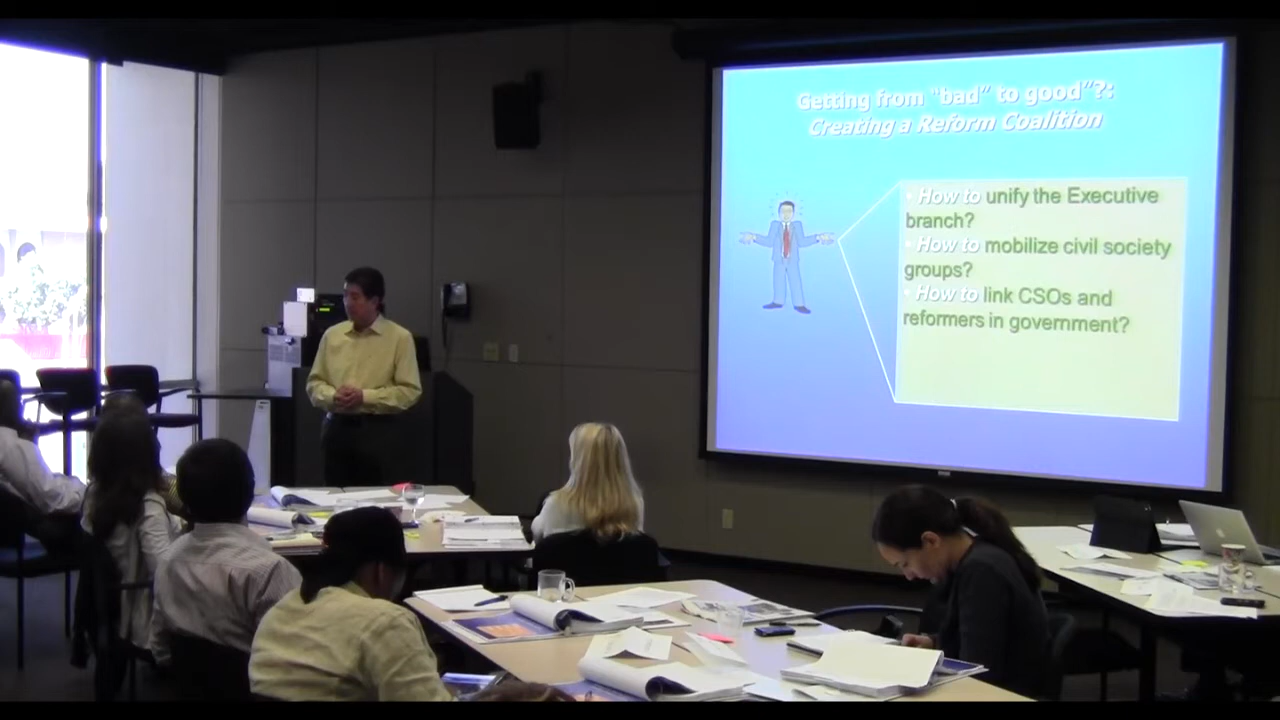 Getting from "bad" to good"?:
Creating a Reform Coalition
• How to unify the Executive
branch?
• How to mobilize civil society
groups?
• How to link CSOs and
reformers in government?